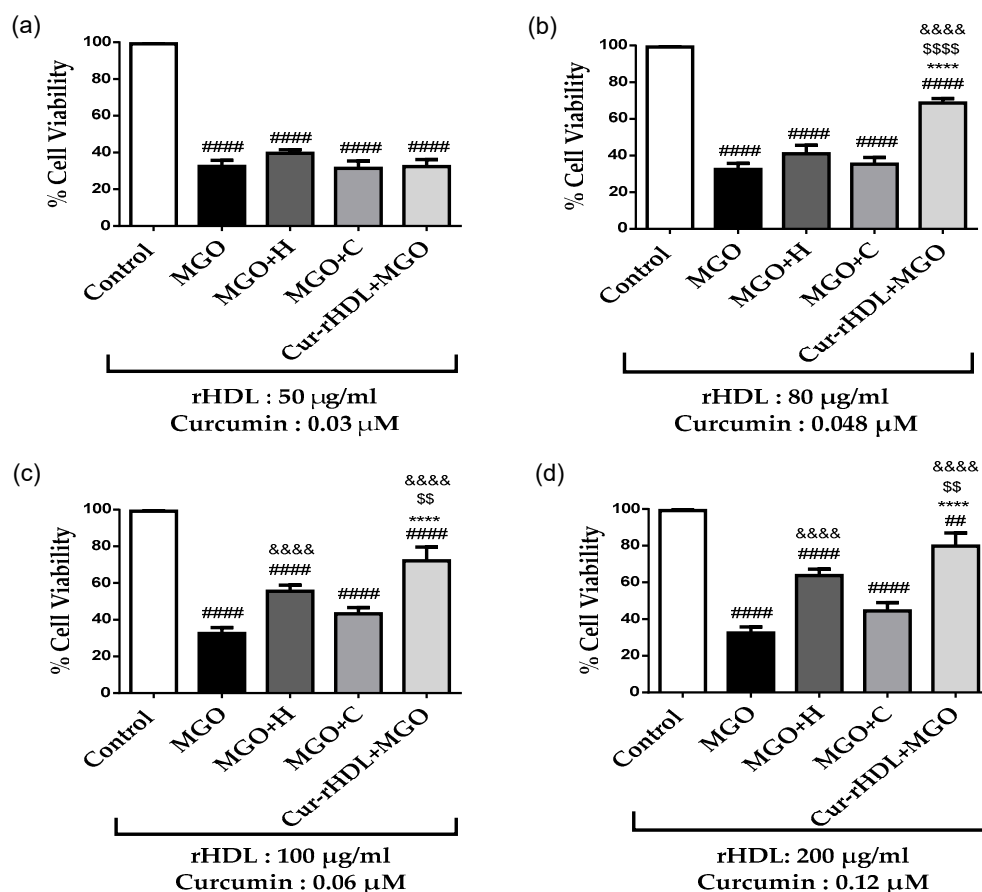 (a)
% Cell Viability
100
80
60
40
20
0
####
####
####
####
Control
MGO
MGO+H
MGO+C
Cur-rHDL+MGO
rHDL : 50 μg/ml
Curcumin : 0.03 μM
(b)
% Cell Viability
100
80
60
40
20
0
####
####
####
&&&&
$$$$
****
####
Control
MGO
MGO+H
MGO+C
Cur-rHDL+MGO
rHDL : 80 μg/ml
Curcumin : 0.048 μM
(c)
% Cell Viability
100
80
60
40
20
0
####
&&&&
####
####
&&&&
$$
****
####
Control
MGO
MGO+H
MGO+C
Cur-rHDL+MGO
rHDL : 100 μg/ml
Curcumin : 0.06 μM
(d)
% Cell Viability
100
80
60
40
20
0
####
&&&&
####
####
&&&&
$$
****
##
Control
MGO
MGO+H
MGO+C
Cur-rHDL+MGO
rHDL: 200 μg/ml
Curcumin : 0.12 μM